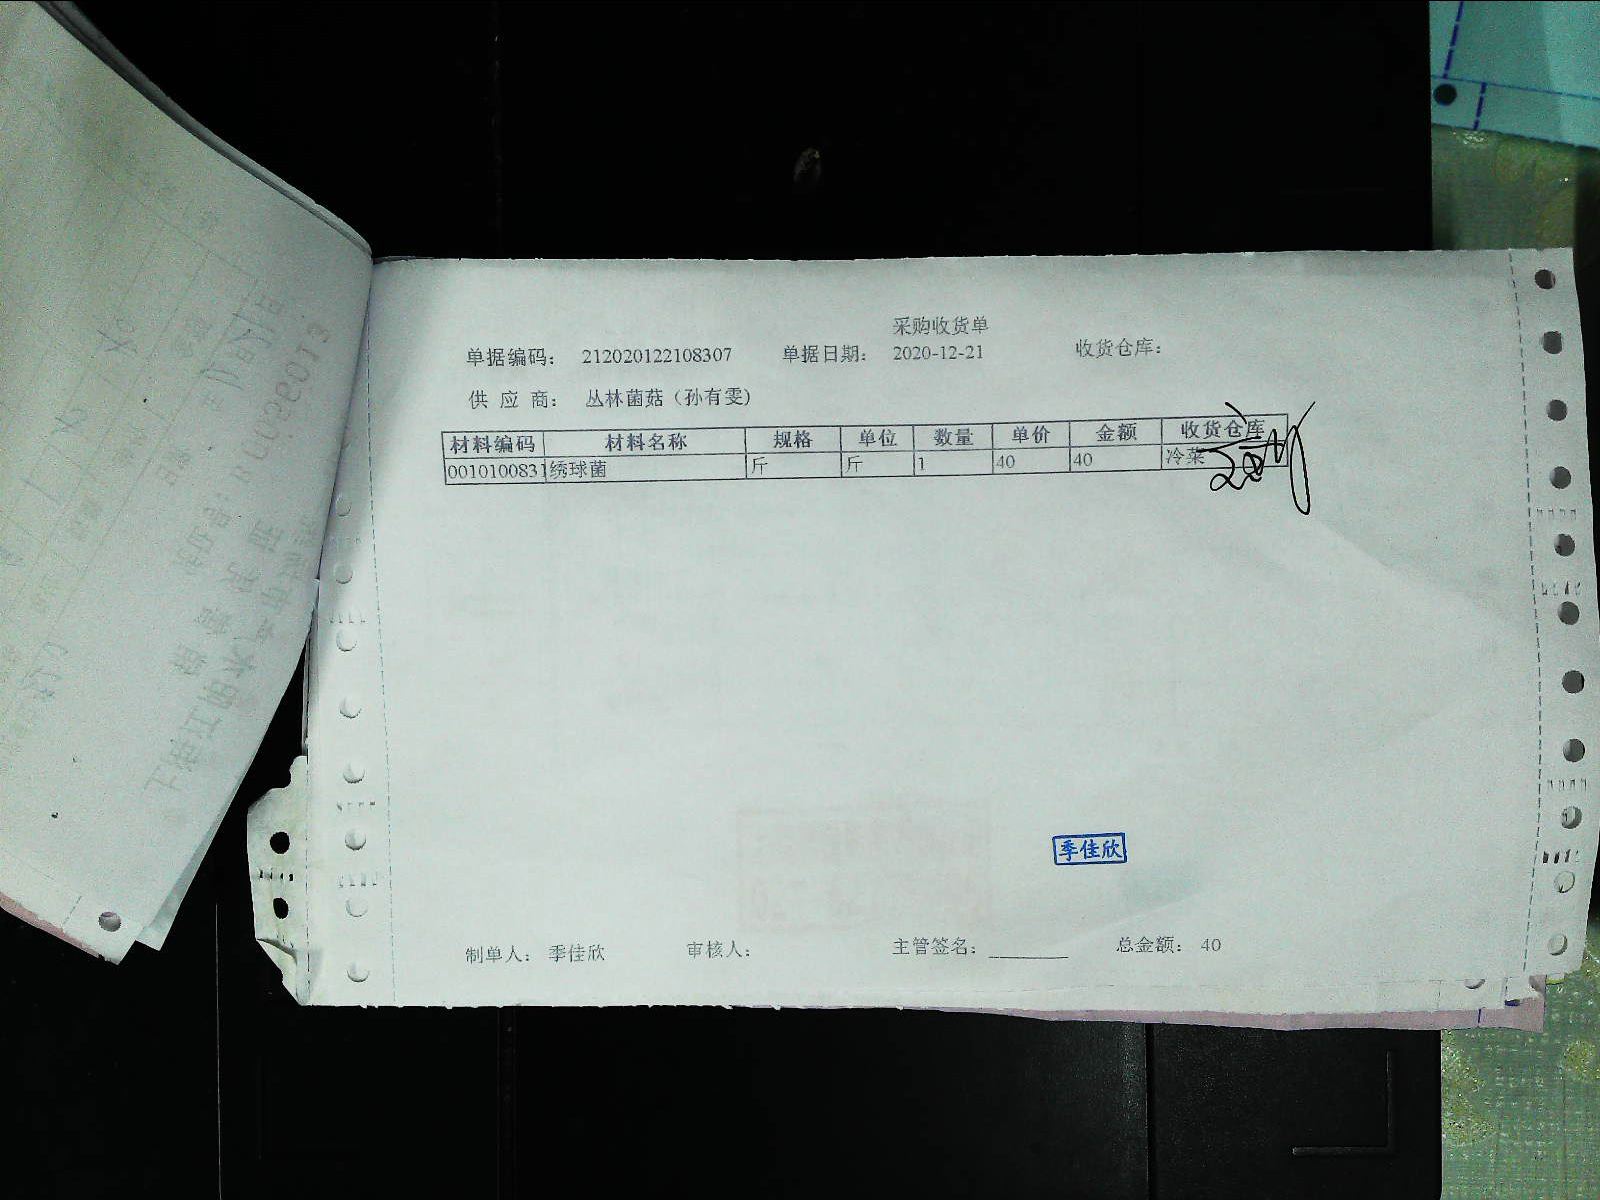 采购收货单
单据编码： 212020122108307 单据日期： 2020-12-21 收货仓库：
供 应 商： 丛林菌菇（孙有雯)
材料编码 材料名称 规格 单位 数量 单价 金额 收货仓库
0010100831 绣球菌 斤 斤 1 40 40 冷菜
季佳欣
制单人： 季佳欣 审核人： 主管签名： 总金额： 40